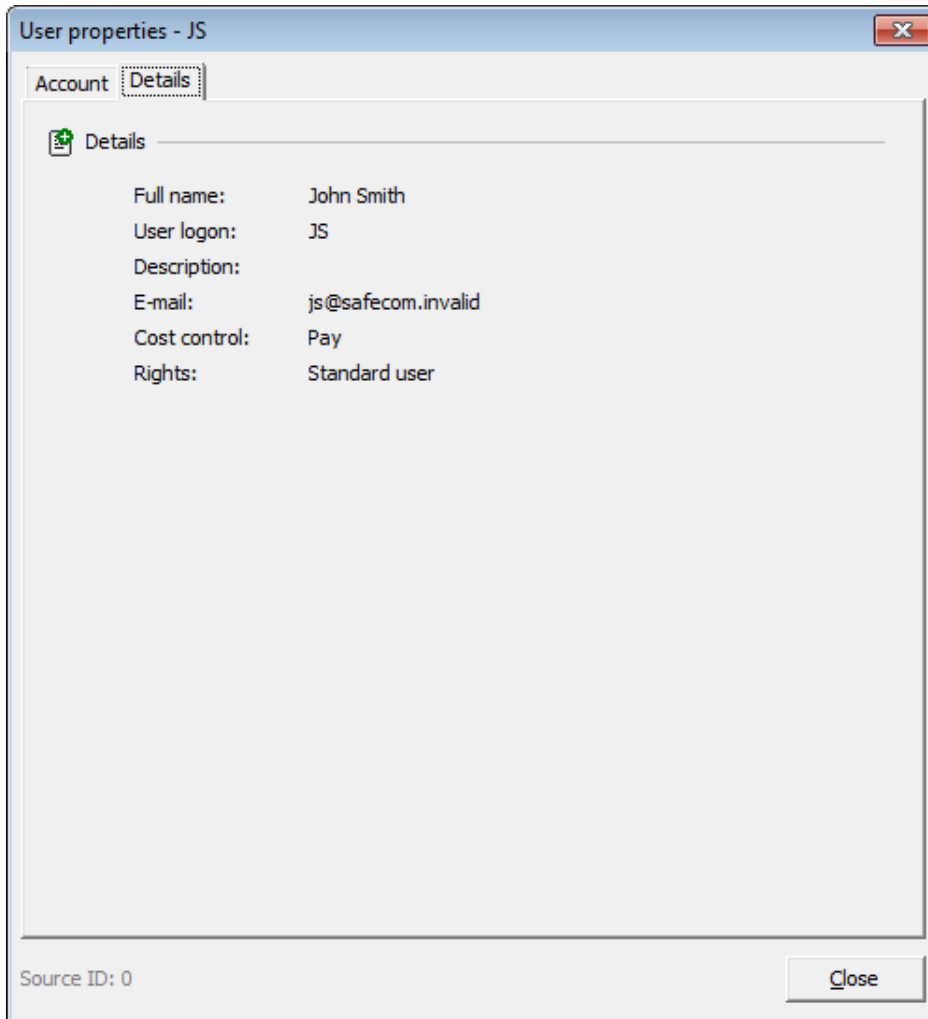 User properties - JS
Account Details
Details
Full name: John Smith
User logon: JS
Description:
E-mail: js@safecom.invalid
Cost control: Pay
Rights: Standard user
Source ID: 0 Close